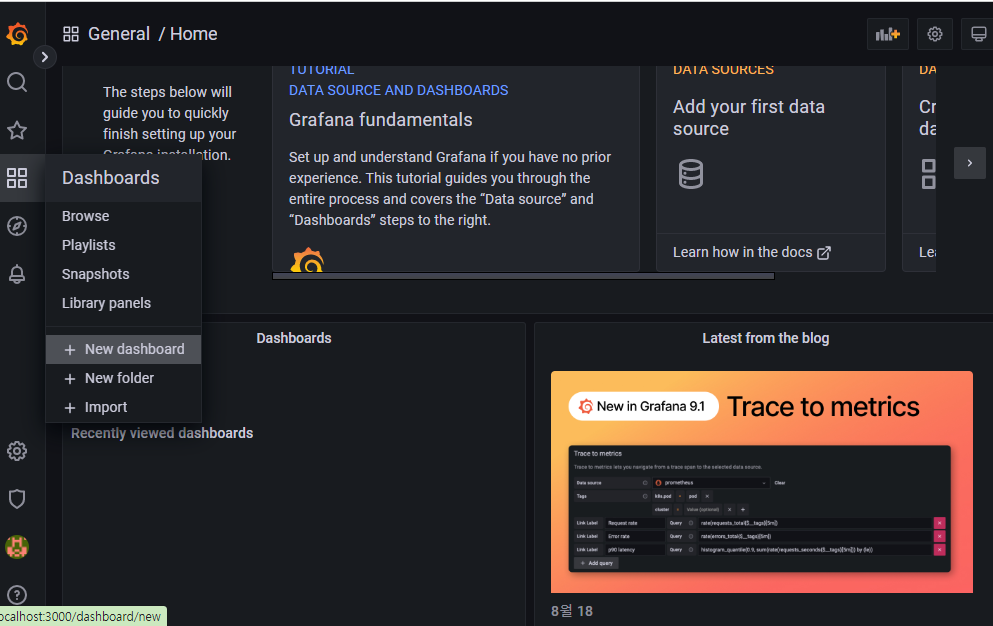 General / Home
The steps below will
guide you to quickly
finish setting up your
Grafana installation.
TUTORIAL
DATA SOURCE AND DASHBOARDS
Grafana fundamentals
Set up and understand Grafana if you have no prior
experience. This tutorial guides you through the
entire process and covers the “Data source” and
“Dashboards” steps to the right.
DATA SOURCES
Add your first data
source
Learn how in the docs
DA
Cr
da
Lea
Dashboards
Browse
Playlists
Snapshots
Library panels
+ New dashboard
+ New folder
+ Import
Dashboards
Recently viewed dashboards
Latest from the blog
New in Grafana 9.1
Trace to metrics
Trace to metrics
Trace to metrics lets you navigate from a trace span to the selected data source.
Data source prometheus Clear
Tags k8s.pod pod ×
cluster Value (optional) × +
Link Label Request rate Query rate(requests_total{$__tags}[5m]) ×
Link Label Error rate Query rate(errors_total{$__tags}[5m]) ×
Link Label p90 latency Query histogram_quantile(0.9, sum(rate(requests_seconds{$__tags}[5m])) by (le)) ×
+ Add query
8월 18
ocalhost:3000/dashboard/new